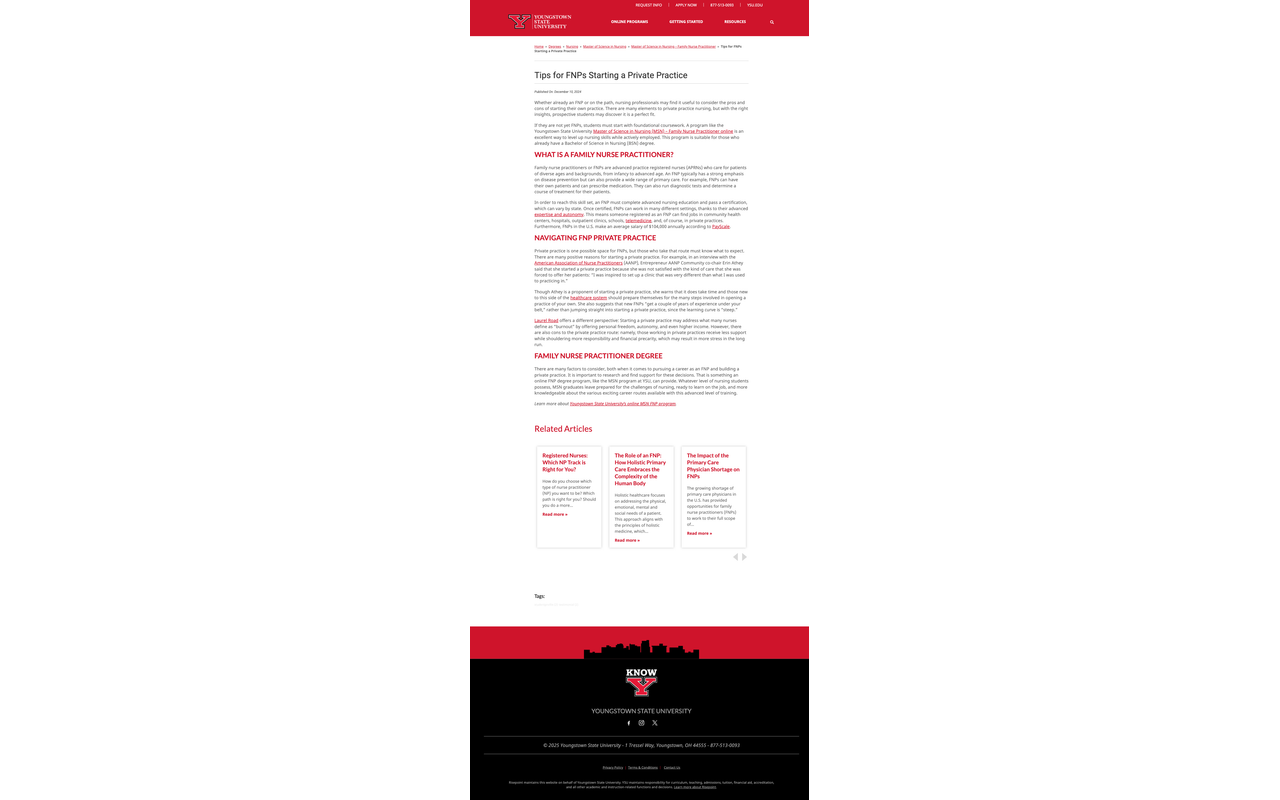 REQUEST INFO | APPLY NOW | 877-513-0093 | YSU.EDU
YOUNGSTOWN
STATE
UNIVERSITY
ONLINE PROGRAMS GETTING STARTED RESOURCES
Home » Degrees » Nursing » Master of Science in Nursing » Master of Science in Nursing – Family Nurse Practitioner » Tips for FNPs
Starting a Private Practice
Tips for FNPs Starting a Private Practice
Published On: December 10, 2024
Whether already an FNP or on the path, nursing professionals may find it useful to consider the pros and
cons of starting their own practice. There are many elements to private practice nursing, but with the right
insights, prospective students may discover it is a perfect fit.
If they are not yet FNPs, students must start with foundational coursework. A program like the
Youngstown State University Master of Science in Nursing (MSN) – Family Nurse Practitioner online is an
excellent way to level up nursing skills while actively employed. This program is suitable for those who
already have a Bachelor of Science in Nursing (BSN) degree.
WHAT IS A FAMILY NURSE PRACTITIONER?
Family nurse practitioners or FNPs are advanced practice registered nurses (APRNs) who care for patients
of diverse ages and backgrounds, from infancy to advanced age. An FNP typically has a strong emphasis
on disease prevention but can also provide a wide range of primary care. For example, FNPs can have
their own patients and can prescribe medication. They can also run diagnostic tests and determine a
course of treatment for their patients.
In order to reach this skill set, an FNP must complete advanced nursing education and pass a certification,
which can vary by state. Once certified, FNPs can work in many different settings, thanks to their advanced
expertise and autonomy. This means someone registered as an FNP can find jobs in community health
centers, hospitals, outpatient clinics, schools, telemedicine, and, of course, in private practices.
Furthermore, FNPs in the U.S. make an average salary of $104,000 annually according to PayScale.
NAVIGATING FNP PRIVATE PRACTICE
Private practice is one possible space for FNPs, but those who take that route must know what to expect.
There are many positive reasons for starting a private practice. For example, in an interview with the
American Association of Nurse Practitioners (AANP), Entrepreneur AANP Community co-chair Erin Athey
said that she started a private practice because she was not satisfied with the kind of care that she was
forced to offer her patients: "I was inspired to set up a clinic that was very different than what I was used
to practicing in."
Though Athey is a proponent of starting a private practice, she warns that it does take time and those new
to this side of the healthcare system should prepare themselves for the many steps involved in opening a
practice of your own. She also suggests that new FNPs "get a couple of years of experience under your
belt," rather than jumping straight into starting a private practice, since the learning curve is "steep."
Laurel Road offers a different perspective: Starting a private practice may address what many nurses
define as "burnout" by offering personal freedom, autonomy, and even higher income. However, there
are also cons to the private practice route: namely, those working in private practices receive less support
while shouldering more responsibility and financial precarity, which may result in more stress in the long
run.
FAMILY NURSE PRACTITIONER DEGREE
There are many factors to consider, both when it comes to pursuing a career as an FNP and building a
private practice. It is important to research and find support for these decisions. That is something an
online FNP degree program, like the MSN program at YSU, can provide. Whatever level of nursing students
possess, MSN graduates leave prepared for the challenges of nursing, ready to learn on the job, and more
knowledgeable about the various exciting career routes available with this advanced level of training.
Learn more about Youngstown State University's online MSN FNP program.
Related Articles
Registered Nurses:
Which NP Track is
Right for You?
How do you choose which
type of nurse practitioner
(NP) you want to be? Which
path is right for you? Should
you do a more...
Read more »
The Role of an FNP:
How Holistic Primary
Care Embraces the
Complexity of the
Human Body
Holistic healthcare focuses
on addressing the physical,
emotional, mental and
social needs of a patient.
This approach aligns with
the principles of holistic
medicine, which...
Read more »
The Impact of the
Primary Care
Physician Shortage on
FNPs
The growing shortage of
primary care physicians in
the U.S. has provided
opportunities for family
nurse practitioners (FNPs)
to work to their full scope
of...
Read more »
Tags:
KNOW
Y
YOUNGSTOWN STATE UNIVERSITY
© 2025 Youngstown State University - 1 Tressel Way, Youngstown, OH 44555 - 877-513-0093
Privacy Policy Terms & Conditions Contact Us
Risepoint maintains this website on behalf of Youngstown State University. YSU maintains responsibility for curriculum, teaching, admissions, tuition, financial aid, accreditation,
and all other academic and instruction-related functions and decisions. Learn more about Risepoint.